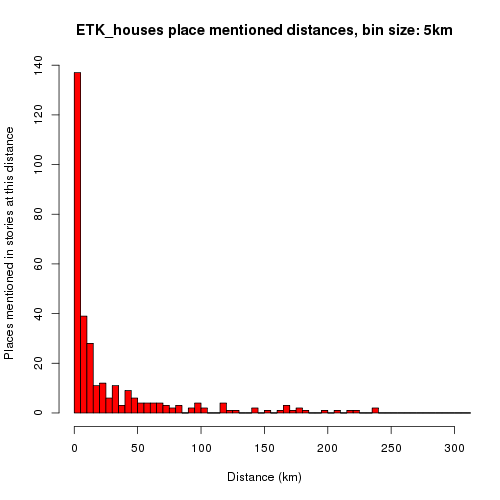 ETK_houses place mentioned distances, bin size: 5km
Places mentioned in stories at this distance
140
120
100
80
60
40
20
0
0 50 100 150 200 250 300
Distance (km)